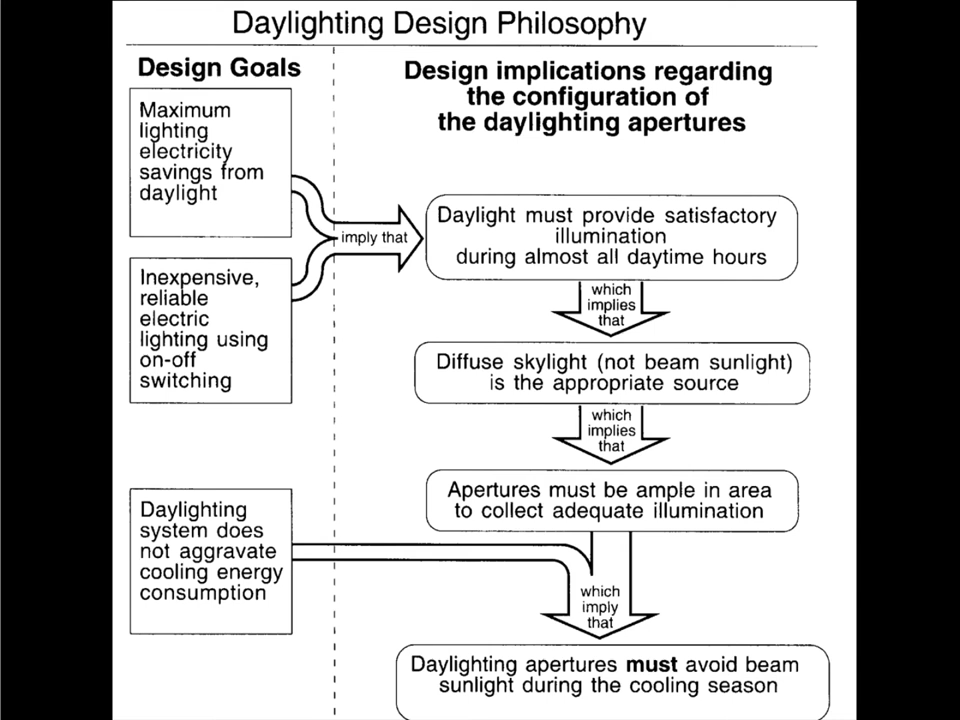 Daylighting Design Philosophy
Design Goals
Maximum
lighting
electricity
savings from
daylight
Inexpensive,
reliable
electric
lighting using
on-off
switching
Daylighting
system does
not aggravate
cooling energy
consumption
Design implications regarding
the configuration of
the daylighting apertures
imply that
Daylight must provide satisfactory
illumination
during almost all daytime hours
which
implies
that
Diffuse skylight (not beam sunlight)
is the appropriate source
which
implies
that
Apertures must be ample in area
to collect adequate illumination
which
imply
that
Daylighting apertures must avoid beam
sunlight during the cooling season